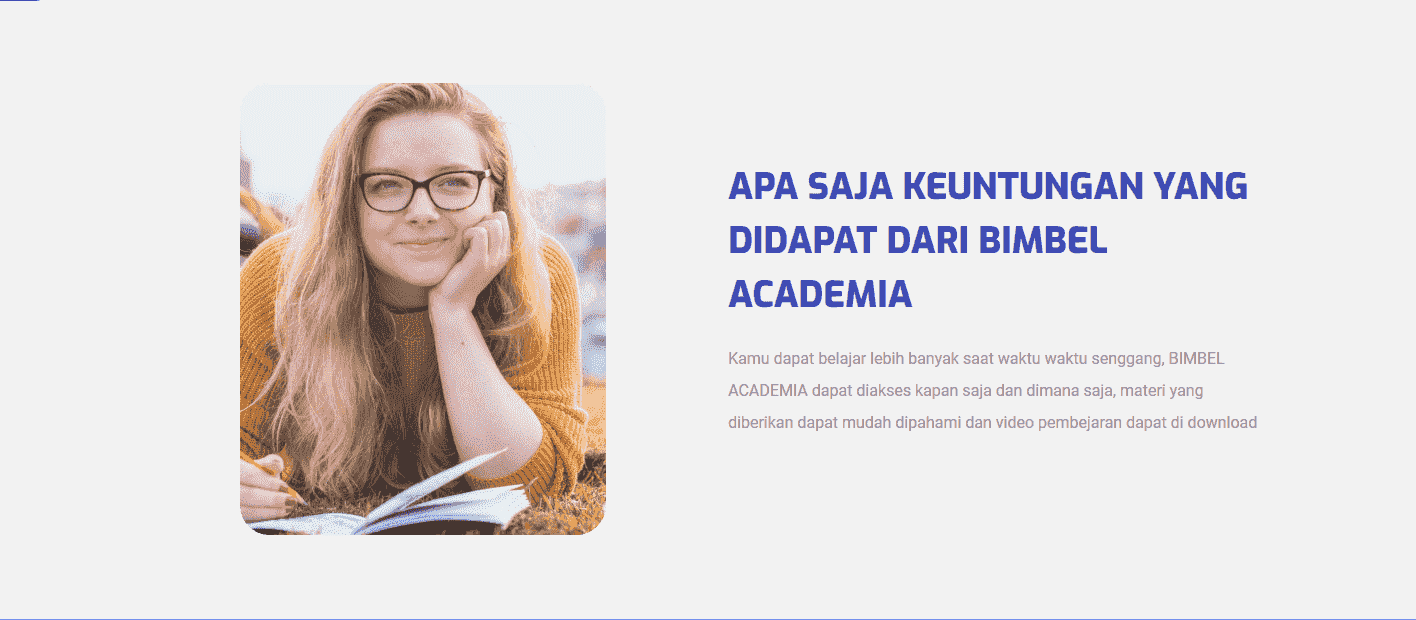 APA SAJA KEUNTUNGAN YANG
DIDAPAT DARI BIMBEL
ACADEMIA
Kamu dapat belajar lebih banyak saat waktu waktu senggang, BIMBEL
ACADEMIA dapat diakses kapan saja dan dimana saja, materi yang
diberikan dapat mudah dipahami dan video pembejaran dapat di download